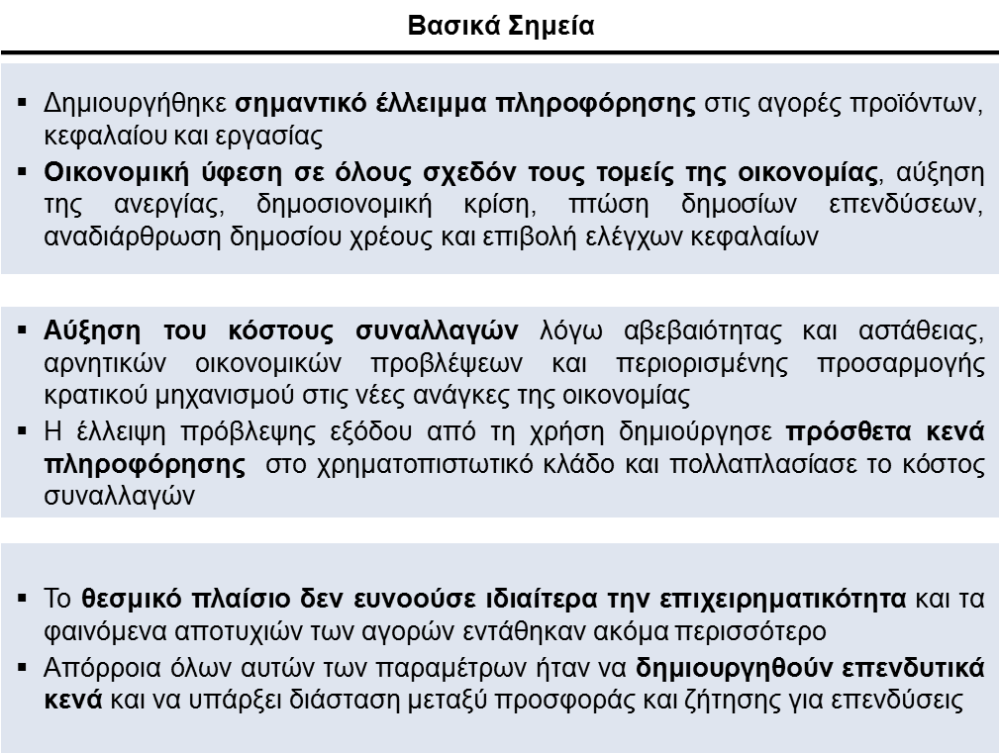 Βασικά Σημεία
▪ Δημιουργήθηκε σημαντικό έλλειμμα πληροφόρησης στις αγορές προϊόντων,
κεφαλαίου και εργασίας
▪ Οικονομική ύφεση σε όλους σχεδόν τους τομείς της οικονομίας, αύξηση
της ανεργίας, δημοσιονομική κρίση, πτώση δημοσίων επενδύσεων,
αναδιάρθρωση δημοσίου χρέους και επιβολή ελέγχων κεφαλαίων
▪ Αύξηση του κόστους συναλλαγών λόγω αβεβαιότητας και αστάθειας,
αρνητικών οικονομικών προβλέψεων και περιορισμένης προσαρμογής
κρατικού μηχανισμού στις νέες ανάγκες της οικονομίας
▪ Η έλλειψη πρόβλεψης εξόδου από τη χρήση δημιούργησε πρόσθετα κενά
πληροφόρησης στο χρηματοπιστωτικό κλάδο και πολλαπλασίασε το κόστος
συναλλαγών
▪ Το θεσμικό πλαίσιο δεν ευνοούσε ιδιαίτερα την επιχειρηματικότητα και τα
φαινόμενα αποτυχιών των αγορών εντάθηκαν ακόμα περισσότερο
▪ Απόρροια όλων αυτών των παραμέτρων ήταν να δημιουργηθούν επενδυτικά
κενά και να υπάρξει διάσταση μεταξύ προσφοράς και ζήτησης για επενδύσεις